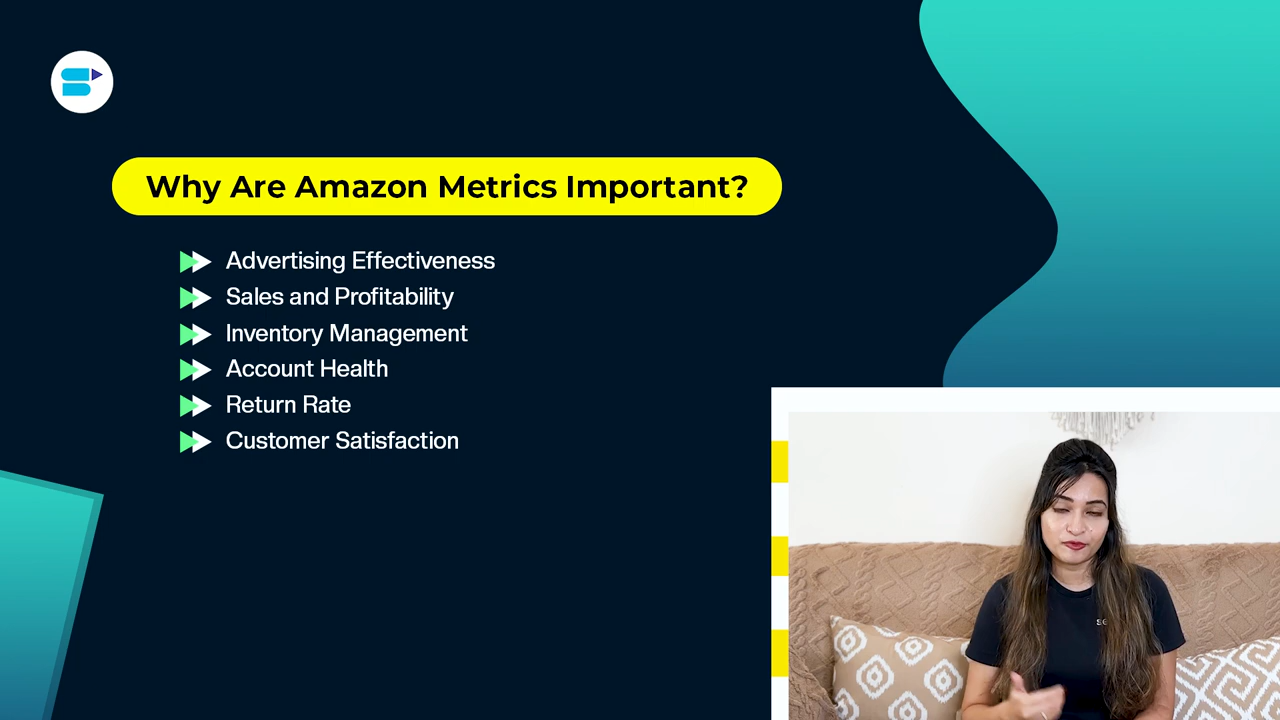 Why Are Amazon Metrics Important?
Advertising Effectiveness
Sales and Profitability
Inventory Management
Account Health
Return Rate
Customer Satisfaction